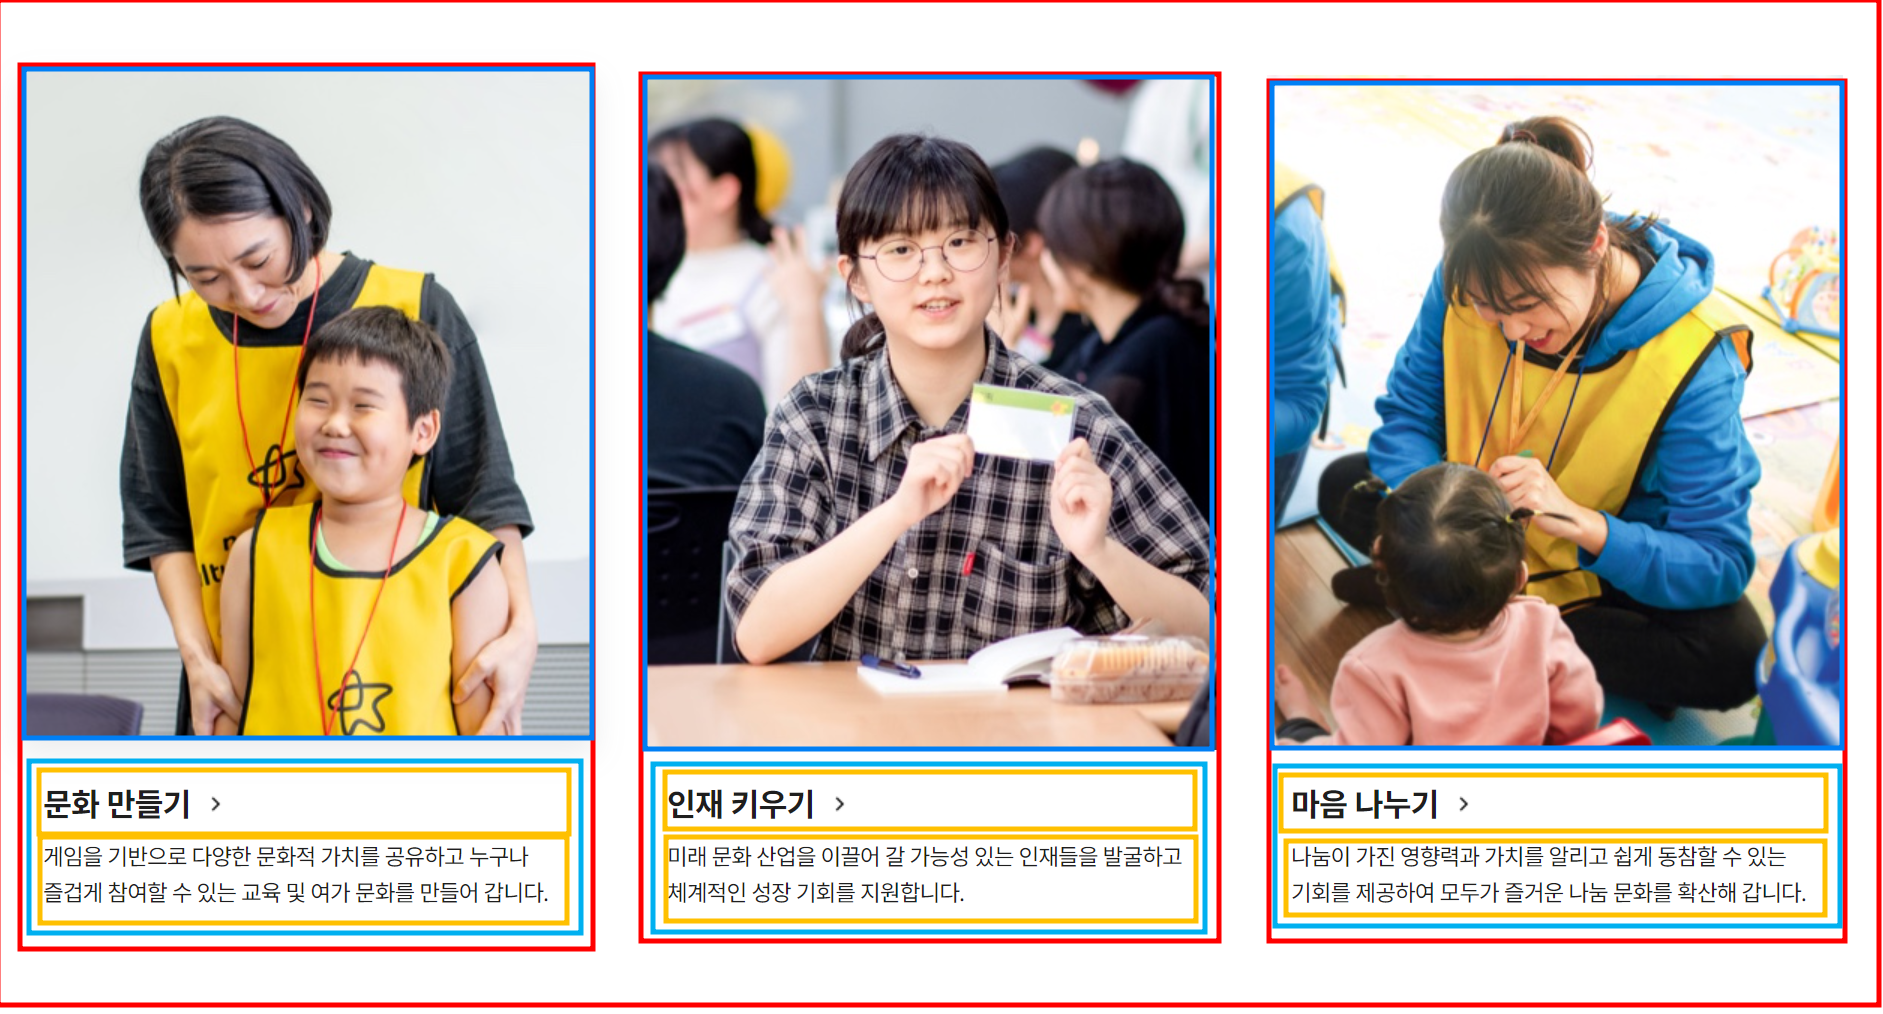 문화 만들기 >
게임을 기반으로 다양한 문화적 가치를 공유하고 누구나
즐겁게 참여할 수 있는 교육 및 여가 문화를 만들어 갑니다.
인재 키우기 >
미래 문화 산업을 이끌어 갈 가능성 있는 인재들을 발굴하고
체계적인 성장 기회를 지원합니다.
마음 나누기 >
나눔이 가진 영향력과 가치를 알리고 쉽게 동참할 수 있는
기회를 제공하여 모두가 즐거운 나눔 문화를 확산해 갑니다.